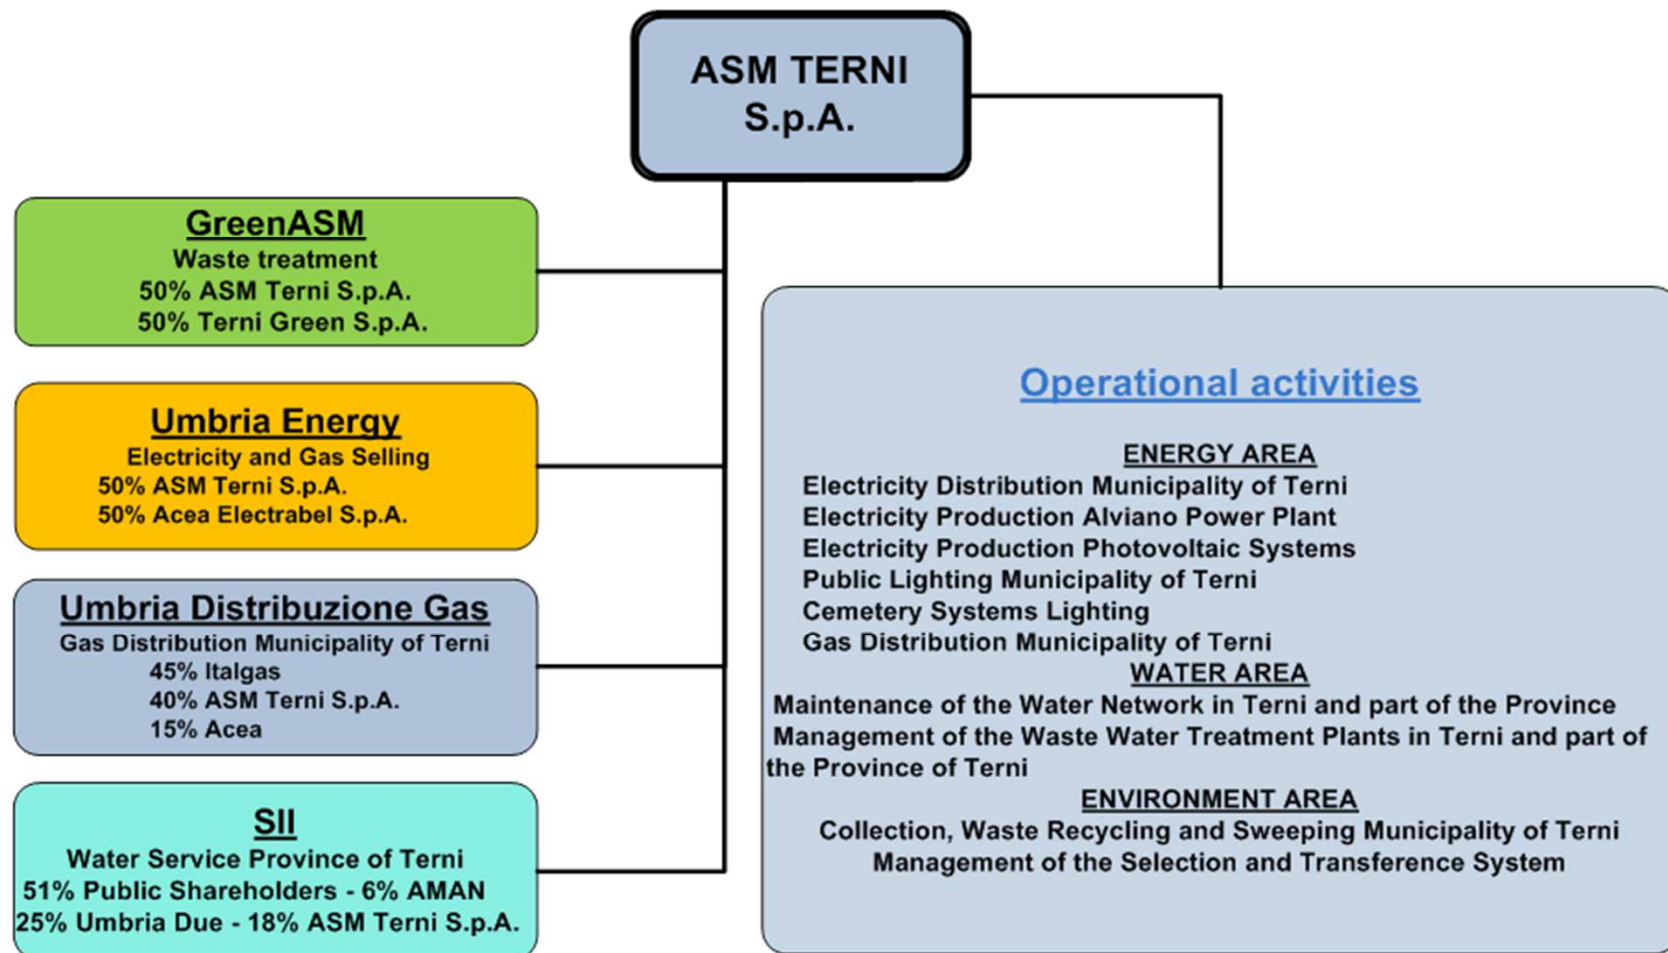 ASM TERNI
S.p.A.
GreenASM
Waste treatment
50% ASM Terni S.p.A.
50% Terni Green S.p.A.
Umbria Energy
Electricity and Gas Selling
50% ASM Terni S.p.A.
50% Acea Electrabel S.p.A.
Umbria Distribuzione Gas
Gas Distribution Municipality of Terni
45% Italgas
40% ASM Terni S.p.A.
15% Acea
SII
Water Service Province of Terni
51% Public Shareholders - 6% AMAN
25% Umbria Due - 18% ASM Terni S.p.A.
Operational activities
ENERGY AREA
Electricity Distribution Municipality of Terni
Electricity Production Alviano Power Plant
Electricity Production Photovoltaic Systems
Public Lighting Municipality of Terni
Cemetery Systems Lighting
Gas Distribution Municipality of Terni
WATER AREA
Maintenance of the Water Network in Terni and part of the Province
Management of the Waste Water Treatment Plants in Terni and part of
the Province of Terni
ENVIRONMENT AREA
Collection, Waste Recycling and Sweeping Municipality of Terni
Management of the Selection and Transference System